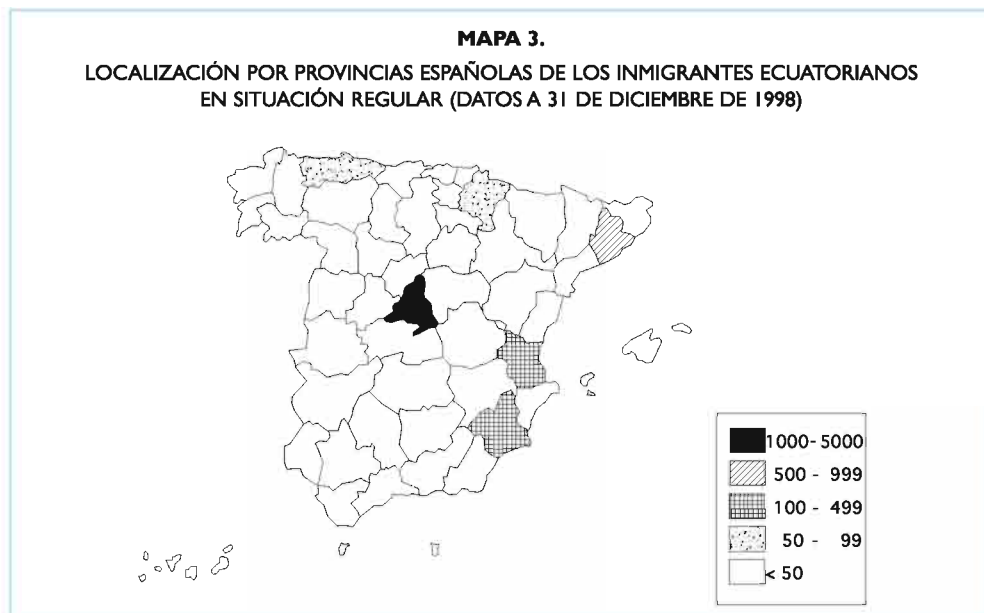 MAPA 3.
LOCALIZACIÓN POR PROVINCIAS ESPAÑOLAS DE LOS INMIGRANTES ECUATORIANOS
EN SITUACIÓN REGULAR (DATOS A 31 DE DICIEMBRE DE 1998)
1000- 5000
500 - 999
100 - 499
50 - 99
< 50